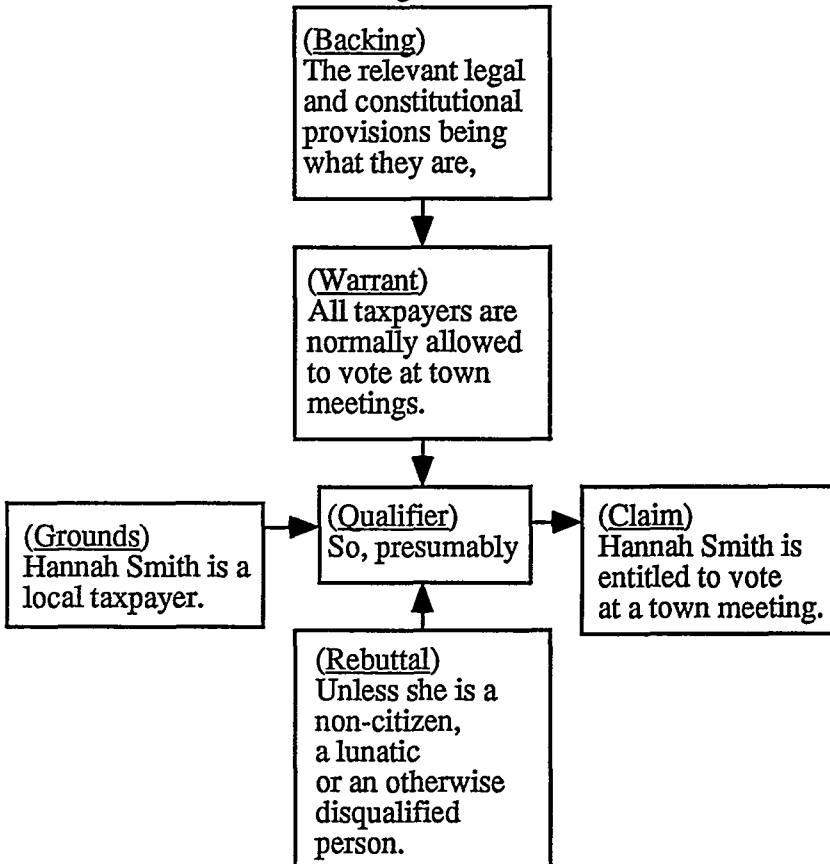 (Backing)
The relevant legal
and constitutional
provisions being
what they are,
(Warrant)
All taxpayers are
normally allowed
to vote at town
meetings.
(Grounds)
Hannah Smith is a
local taxpayer.
(Qualifier)
So, presumably
(Claim)
Hannah Smith is
entitled to vote
at a town meeting.
(Rebuttal)
Unless she is a
non-citizen,
a lunatic
or an otherwise
disqualified
person.